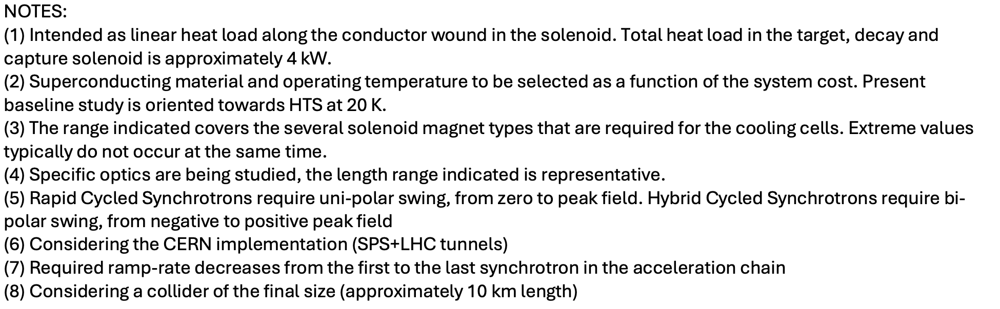 NOTES:
(1) Intended as linear heat load along the conductor wound in the solenoid. Total heat load in the target, decay and
capture solenoid is approximately 4 kW.
(2) Superconducting material and operating temperature to be selected as a function of the system cost. Present
baseline study is oriented towards HTS at 20 K.
(3) The range indicated covers the several solenoid magnet types that are required for the cooling cells. Extreme values
typically do not occur at the same time.
(4) Specific optics are being studied, the length range indicated is representative.
(5) Rapid Cycled Synchrotrons require uni-polar swing, from zero to peak field. Hybrid Cycled Synchrotrons require bi-
polar swing, from negative to positive peak field
(6) Considering the CERN implementation (SPS+LHC tunnels)
(7) Required ramp-rate decreases from the first to the last synchrotron in the acceleration chain
(8) Considering a collider of the final size (approximately 10 km length)